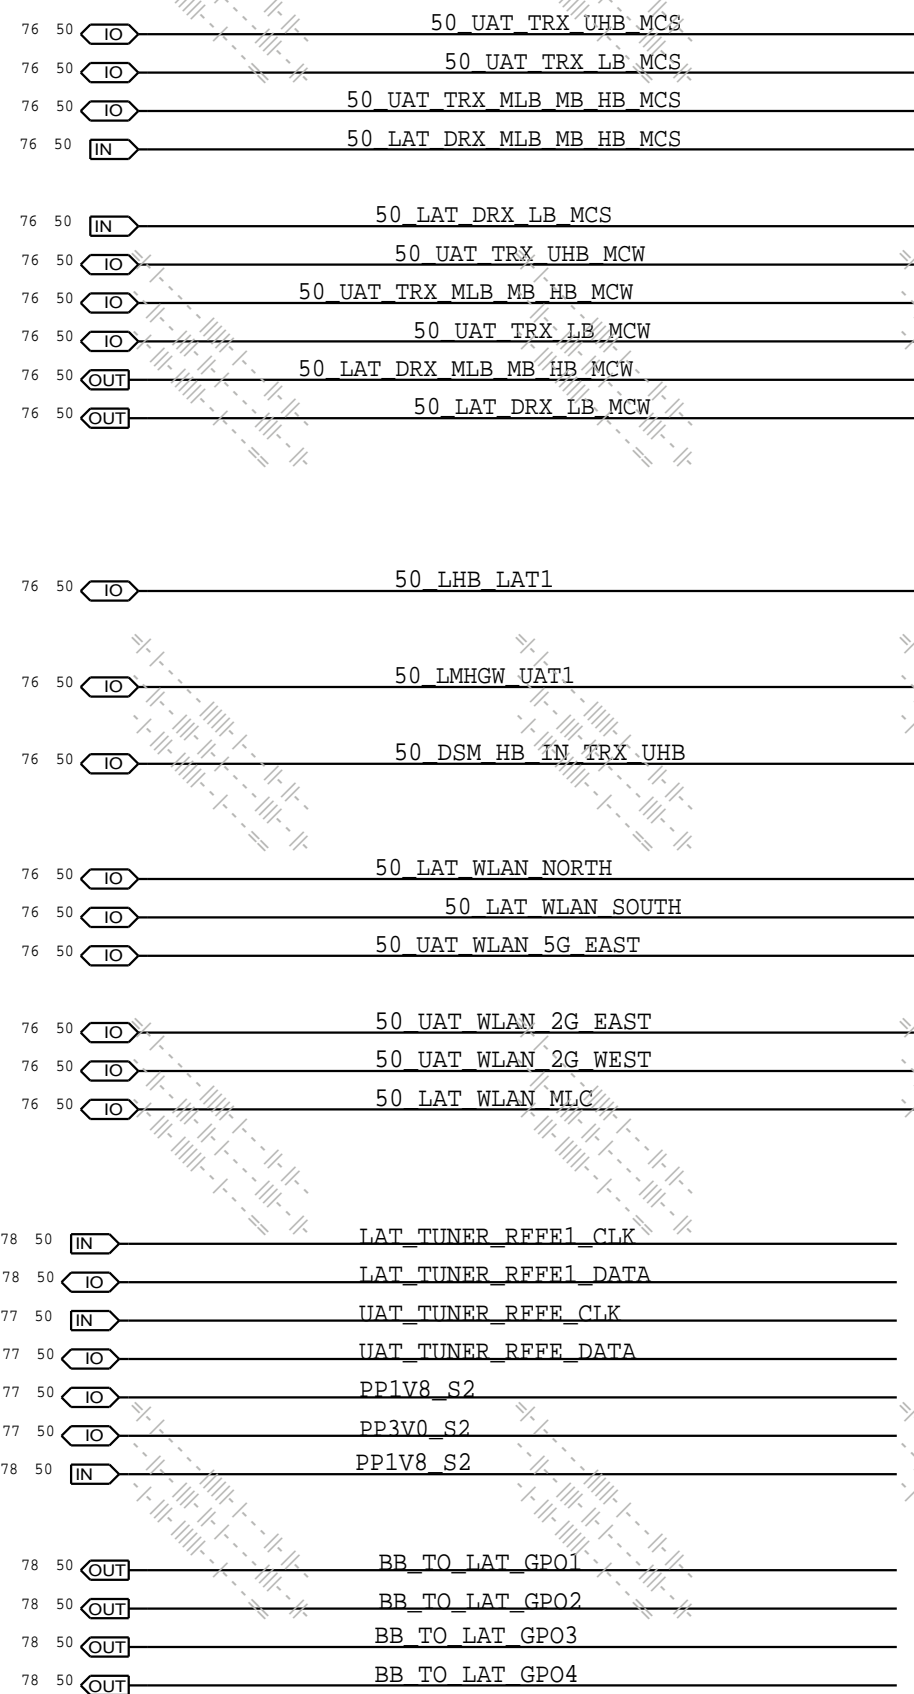 76 50 IO 50_UAT_TRX_UHB_MCS
76 50 IO 50_UAT_TRX_LB_MCS
76 50 IO 50_UAT_TRX_MLB_MB_HB_MCS
76 50 IN 50_LAT_DRX_MLB_MB_HB_MCS
76 50 IN 50_LAT_DRX_LB_MCS
76 50 IO 50_UAT_TRX_UHB_MCW
76 50 IO 50_UAT_TRX_MLB_MB_HB_MCW
76 50 IO 50_UAT_TRX_LB_MCW
76 50 OUT 50_LAT_DRX_MLB_MB_HB_MCW
76 50 OUT 50_LAT_DRX_LB_MCW
76 50 IO 50_LHB_LAT1
76 50 IO 50_LMHGW_UAT1
76 50 IO 50_DSM_HB_IN_TRX_UHB
76 50 IO 50_LAT_WLAN_NORTH
76 50 IO 50_LAT_WLAN_SOUTH
76 50 IO 50_UAT_WLAN_5G_EAST
76 50 IO 50_UAT_WLAN_2G_EAST
76 50 IO 50_UAT_WLAN_2G_WEST
76 50 IO 50_LAT_WLAN_MLC
78 50 IN LAT_TUNER_RFFE1_CLK
78 50 IO LAT_TUNER_RFFE1_DATA
77 50 IN UAT_TUNER_RFFE_CLK
77 50 IO UAT_TUNER_RFFE_DATA
77 50 IO PP1V8_S2
77 50 IO PP3V0_S2
78 50 IN PP1V8_S2
78 50 OUT BB_TO_LAT_GPO1
78 50 OUT BB_TO_LAT_GPO2
78 50 OUT BB_TO_LAT_GPO3
78 50 OUT BB_TO_LAT_GPO4